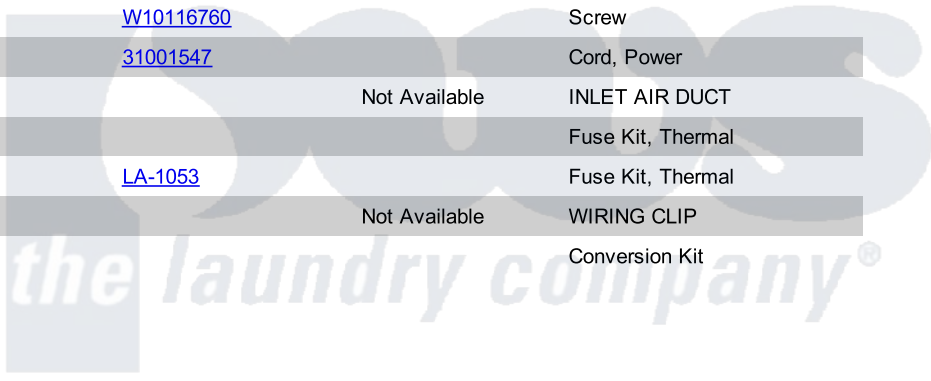 W10116760 Screw
31001547 Cord, Power
Not Available INLET AIR DUCT
Fuse Kit, Thermal
LA-1053 Fuse Kit, Thermal
Not Available WIRING CLIP
Conversion Kit
the laundry company®